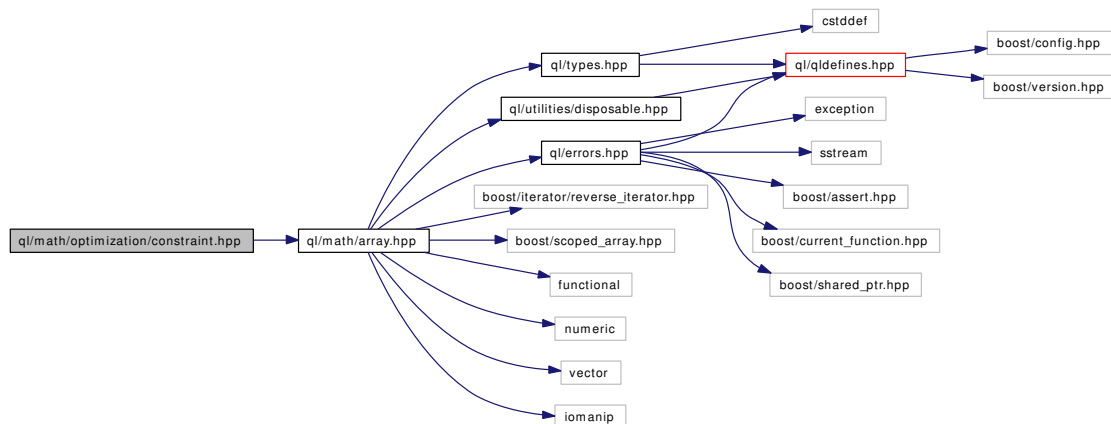 cstddef
boost/config.hpp
ql/types.hpp
ql/qldefines.hpp
boost/version.hpp
ql/utilities/disposable.hpp
exception
ql/errors.hpp
sstream
boost/iterator/reverse_iterator.hpp
boost/assert.hpp
ql/math/optimization/constraint.hpp
ql/math/array.hpp
boost/scoped_array.hpp
boost/current_function.hpp
functional
boost/shared_ptr.hpp
numeric
vector
iomanip